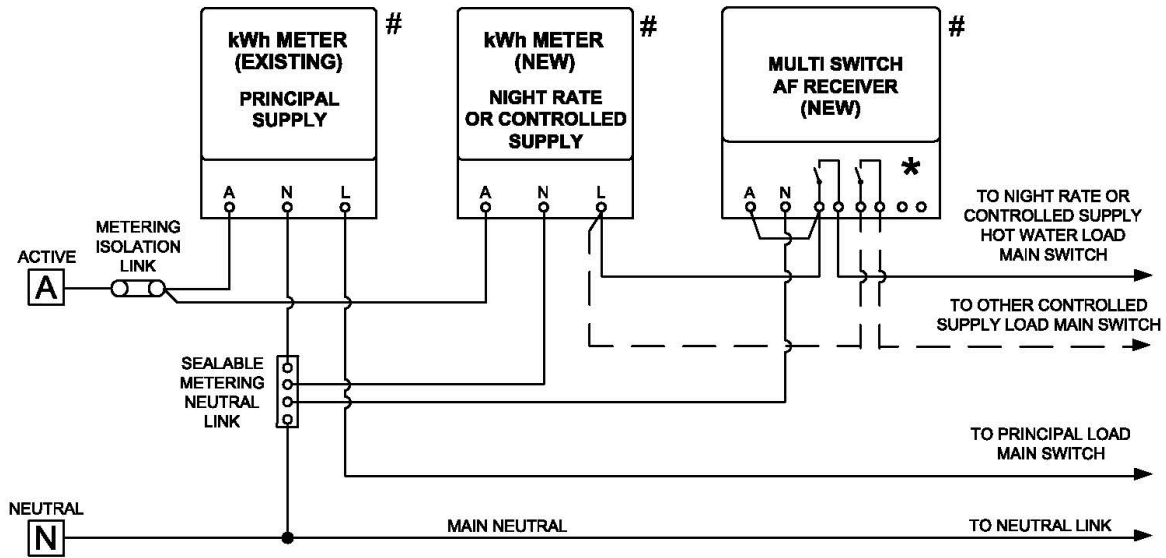 #
#
#
kWh METER
(EXISTING)
PRINCIPAL
SUPPLY
A N L
kWh METER
(NEW)
NIGHT RATE
OR CONTROLLED
SUPPLY
A N L
MULTI SWITCH
AF RECEIVER
(NEW)
*
A N
METERING
ISOLATION
LINK
ACTIVE
A
TO NIGHT RATE OR
CONTROLLED SUPPLY
HOT WATER LOAD
MAIN SWITCH
TO OTHER CONTROLLED
SUPPLY LOAD MAIN SWITCH
SEALABLE
METERING
NEUTRAL
LINK
TO PRINCIPAL LOAD
MAIN SWITCH
NEUTRAL
N
MAIN NEUTRAL
TO NEUTRAL LINK